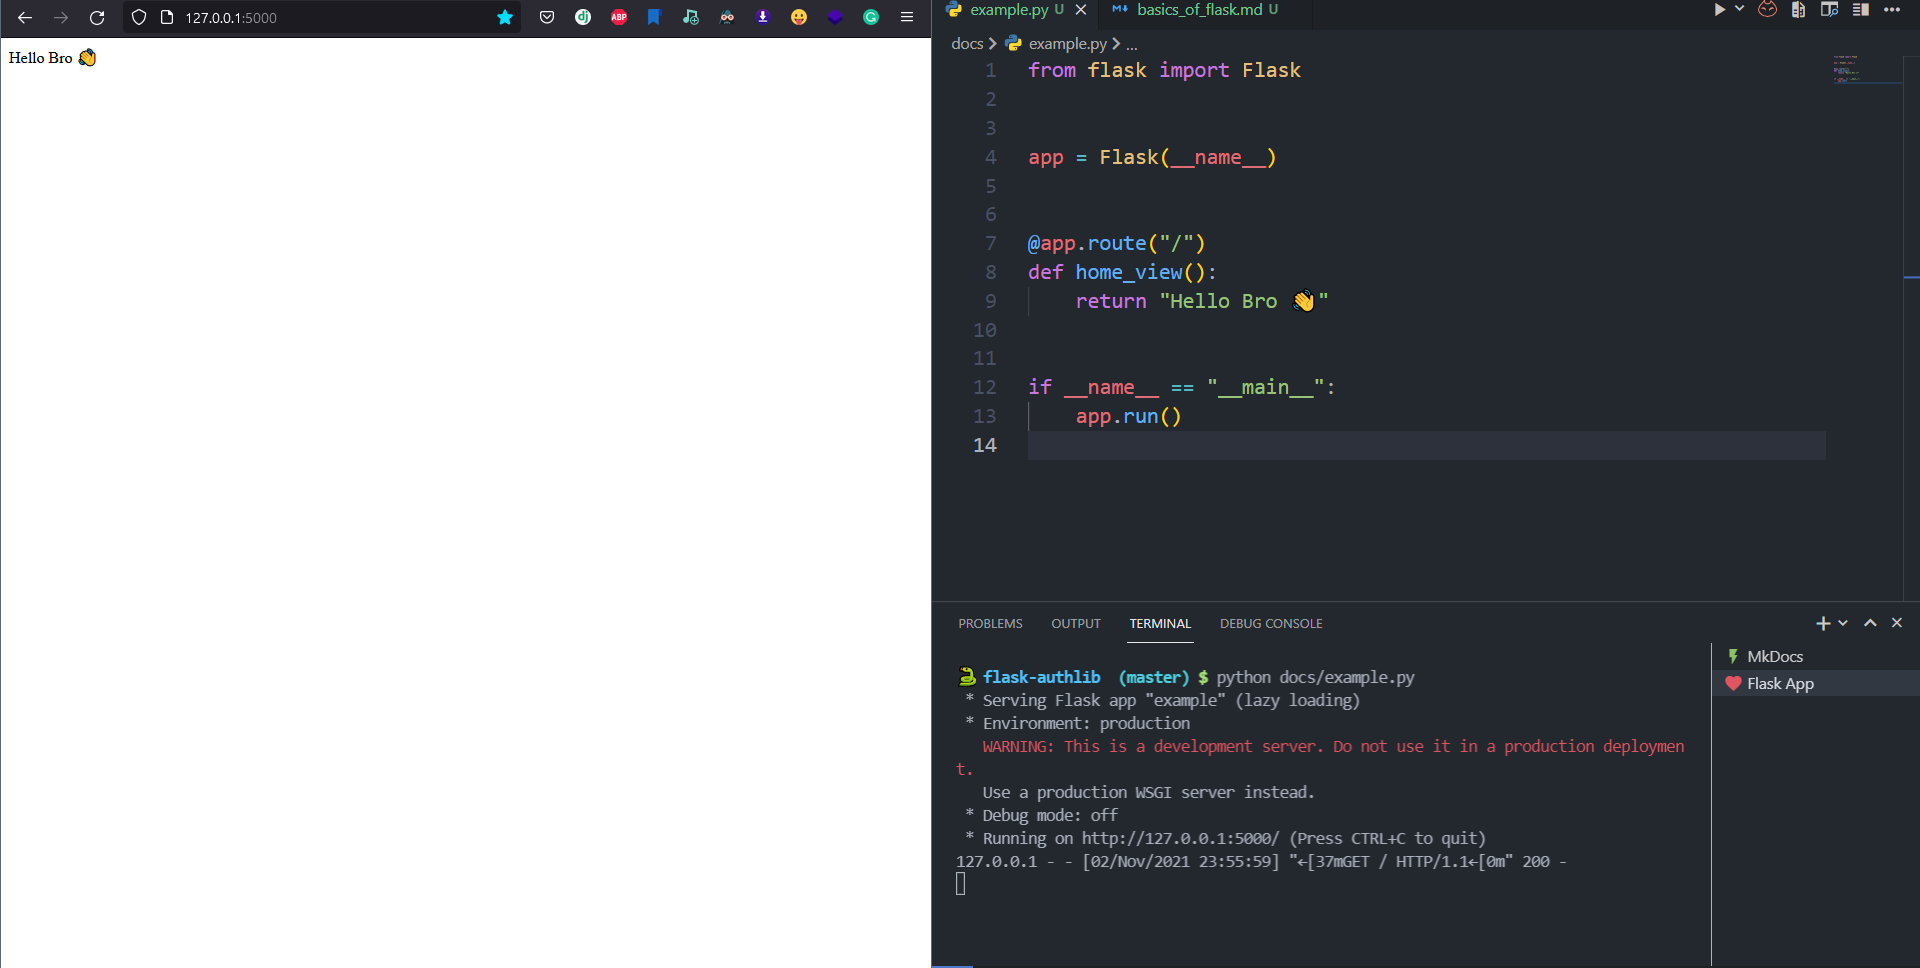 127.0.0.1:5000
dj
ABP
Hello Bro 👋
example.py U
basics_of_flask.md U
docs > example.py > ...
1 from flask import Flask
2
3
4 app = Flask(__name__)
5
6
7 @app.route("/")
8 def home_view():
9     return "Hello Bro 👋"
10
11
12 if __name__ == "__main__":
13     app.run()
14
PROBLEMS OUTPUT TERMINAL DEBUG CONSOLE
flask-authlib (master) $ python docs/example.py
 * Serving Flask app "example" (lazy loading)
 * Environment: production
   WARNING: This is a development server. Do not use it in a production deploymen
t.
   Use a production WSGI server instead.
 * Debug mode: off
 * Running on http://127.0.0.1:5000/ (Press CTRL+C to quit)
127.0.0.1 - - [02/Nov/2021 23:55:59] "←[37mGET / HTTP/1.1←[0m" 200 -
MkDocs
Flask App